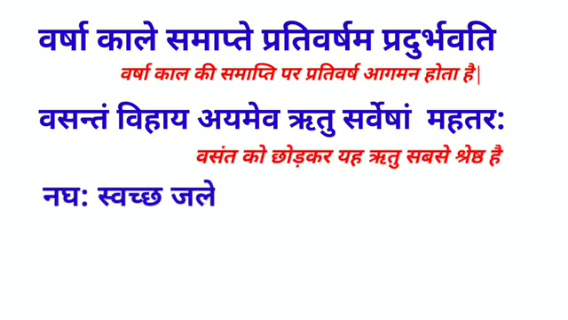 वर्षा काले समाप्ते प्रतिवर्षम प्रदुर्भवति
वर्षा काल की समाप्ति पर प्रतिवर्ष आगमन होता है|
वसन्तं विहाय अयमेव ऋतु सर्वेषां महतर:
वसंत को छोड़कर यह ऋतु सबसे श्रेष्ठ है
नघ: स्वच्छ जले